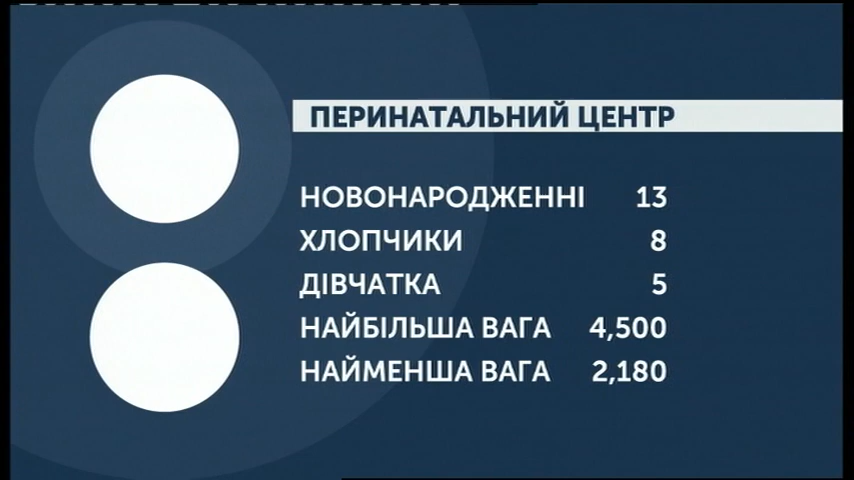 ПЕРИНАТАЛЬНИЙ ЦЕНТР
НОВОНАРОДЖЕННІ 13
ХЛОПЧИКИ 8
ДІВЧАТКА 5
НАЙБІЛЬША ВАГА 4,500
НАЙМЕНША ВАГА 2,180